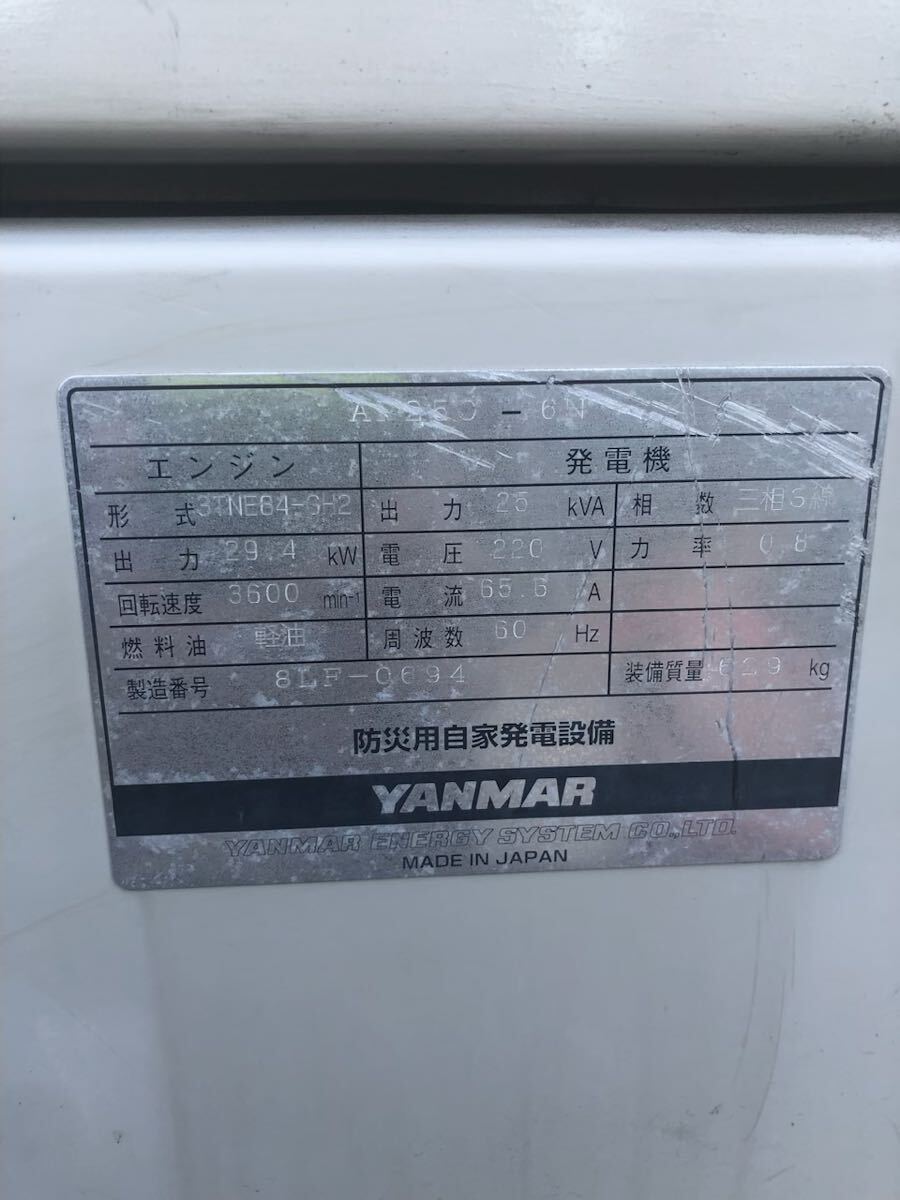 AP25C-6N
エンジン 発電機
形式 3TNE84-GH2 出力 25 kVA 相数 三相3線
出力 29.4 kW 電圧 220 V 力率 0.8
回転速度 3600 min-1 電流 65.6 A
燃料油 軽油 周波数 60 Hz
製造番号 8LF-0694 装備質量 629 kg
防災用自家発電設備
YANMAR
YANMAR ENERGY SYSTEM CO.,LTD.
MADE IN JAPAN